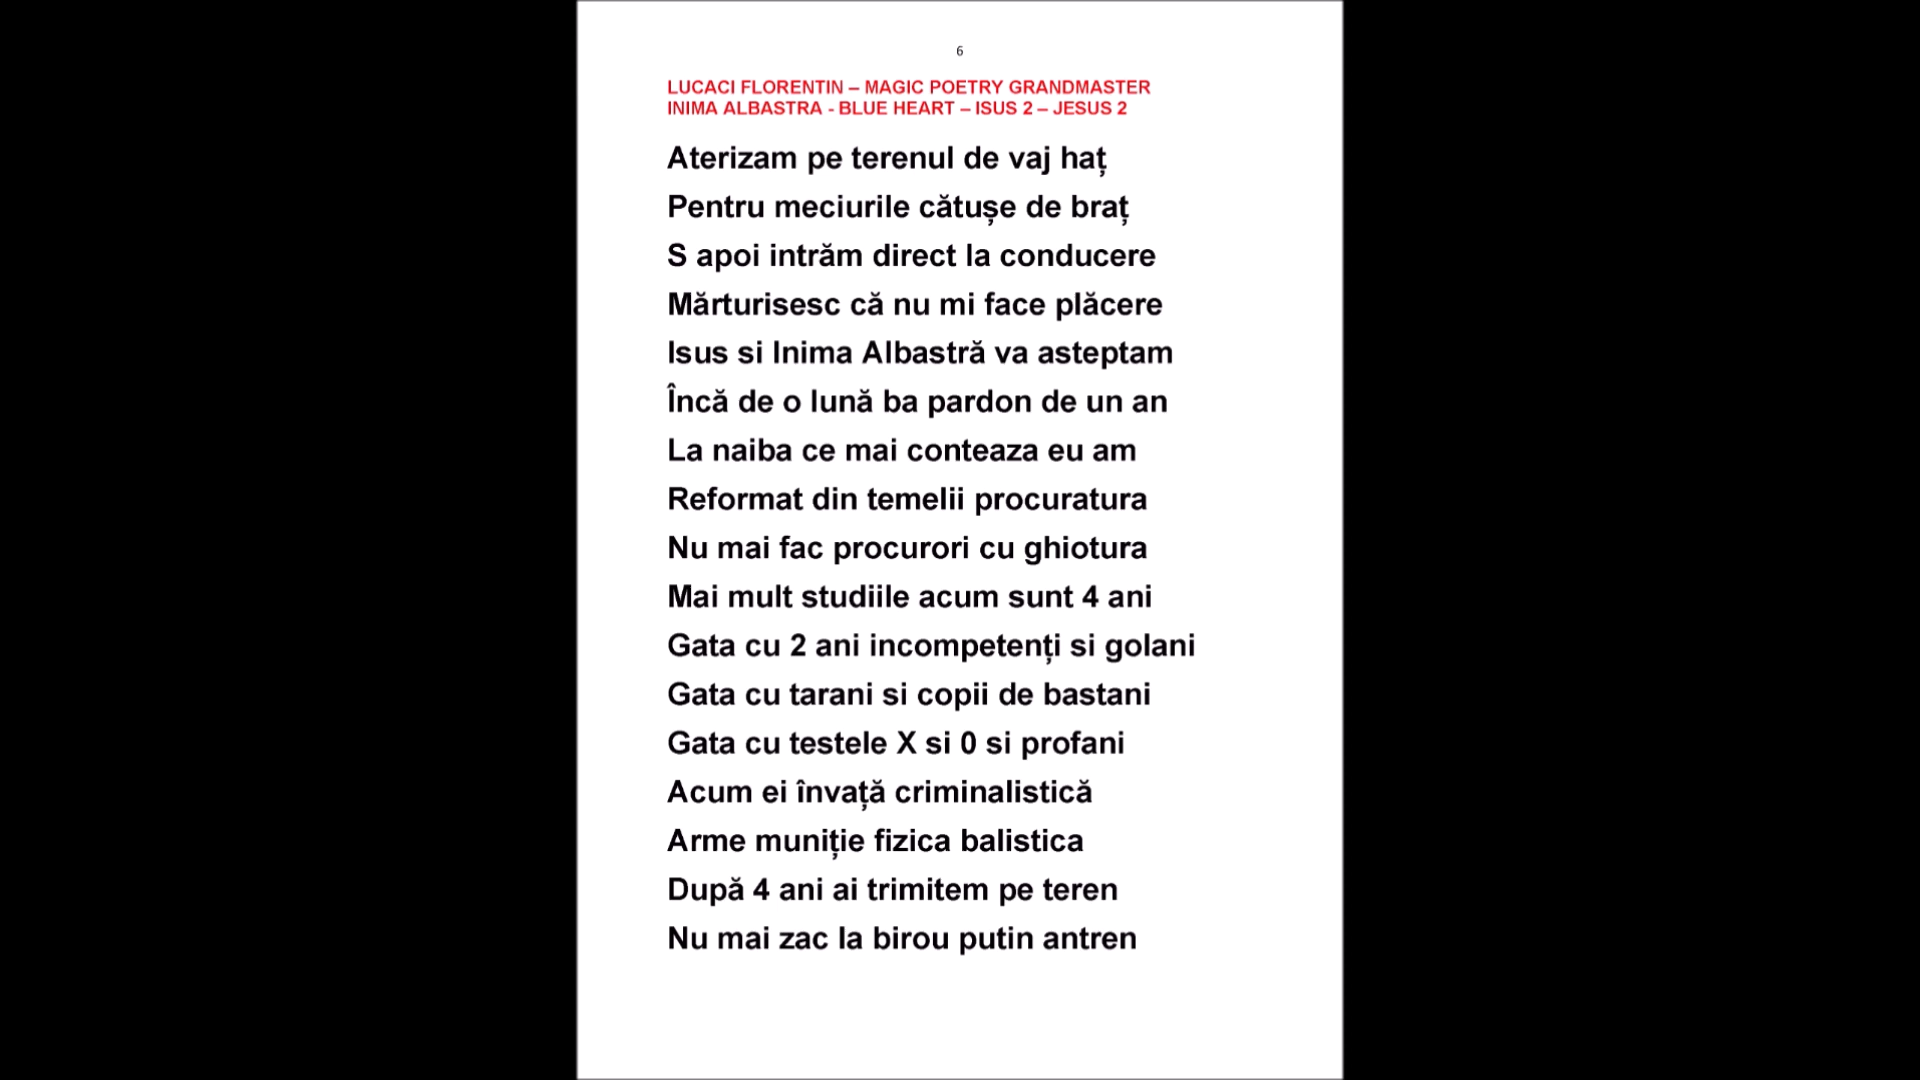 6
LUCACI FLORENTIN – MAGIC POETRY GRANDMASTER
INIMA ALBASTRA - BLUE HEART – ISUS 2 – JESUS 2
Aterizam pe terenul de vaj haț
Pentru meciurile cătușe de braț
S apoi intrăm direct la conducere
Mărturisesc că nu mi face plăcere
Isus si Inima Albastră va asteptam
Încă de o lună ba pardon de un an
La naiba ce mai conteaza eu am
Reformat din temelii procuratura
Nu mai fac procurori cu ghiotura
Mai mult studiile acum sunt 4 ani
Gata cu 2 ani incompetenți si golani
Gata cu tarani si copii de bastani
Gata cu testele X si 0 si profani
Acum ei învață criminalistică
Arme muniție fizica balistica
După 4 ani ai trimitem pe teren
Nu mai zac la birou putin antren